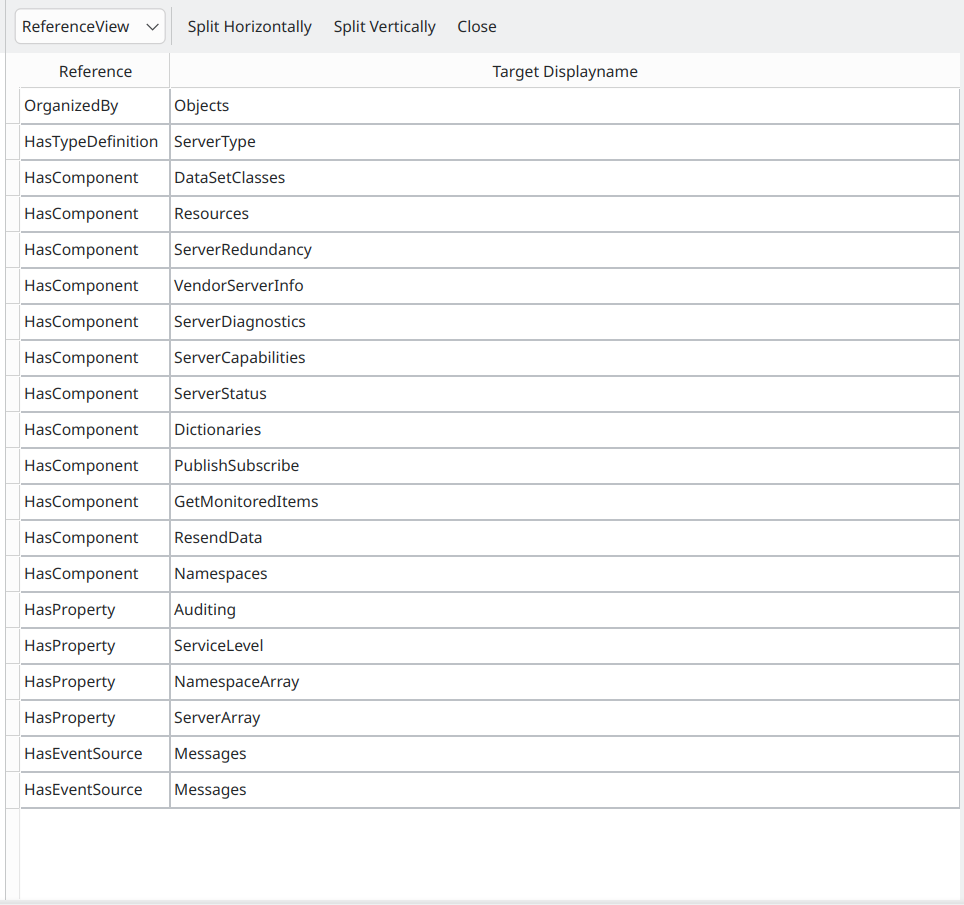 ReferenceView Split Horizontally Split Vertically Close
Reference Target Displayname
OrganizedBy Objects
HasTypeDefinition ServerType
HasComponent DataSetClasses
HasComponent Resources
HasComponent ServerRedundancy
HasComponent VendorServerInfo
HasComponent ServerDiagnostics
HasComponent ServerCapabilities
HasComponent ServerStatus
HasComponent Dictionaries
HasComponent PublishSubscribe
HasComponent GetMonitoredItems
HasComponent ResendData
HasComponent Namespaces
HasProperty Auditing
HasProperty ServiceLevel
HasProperty NamespaceArray
HasProperty ServerArray
HasEventSource Messages
HasEventSource Messages